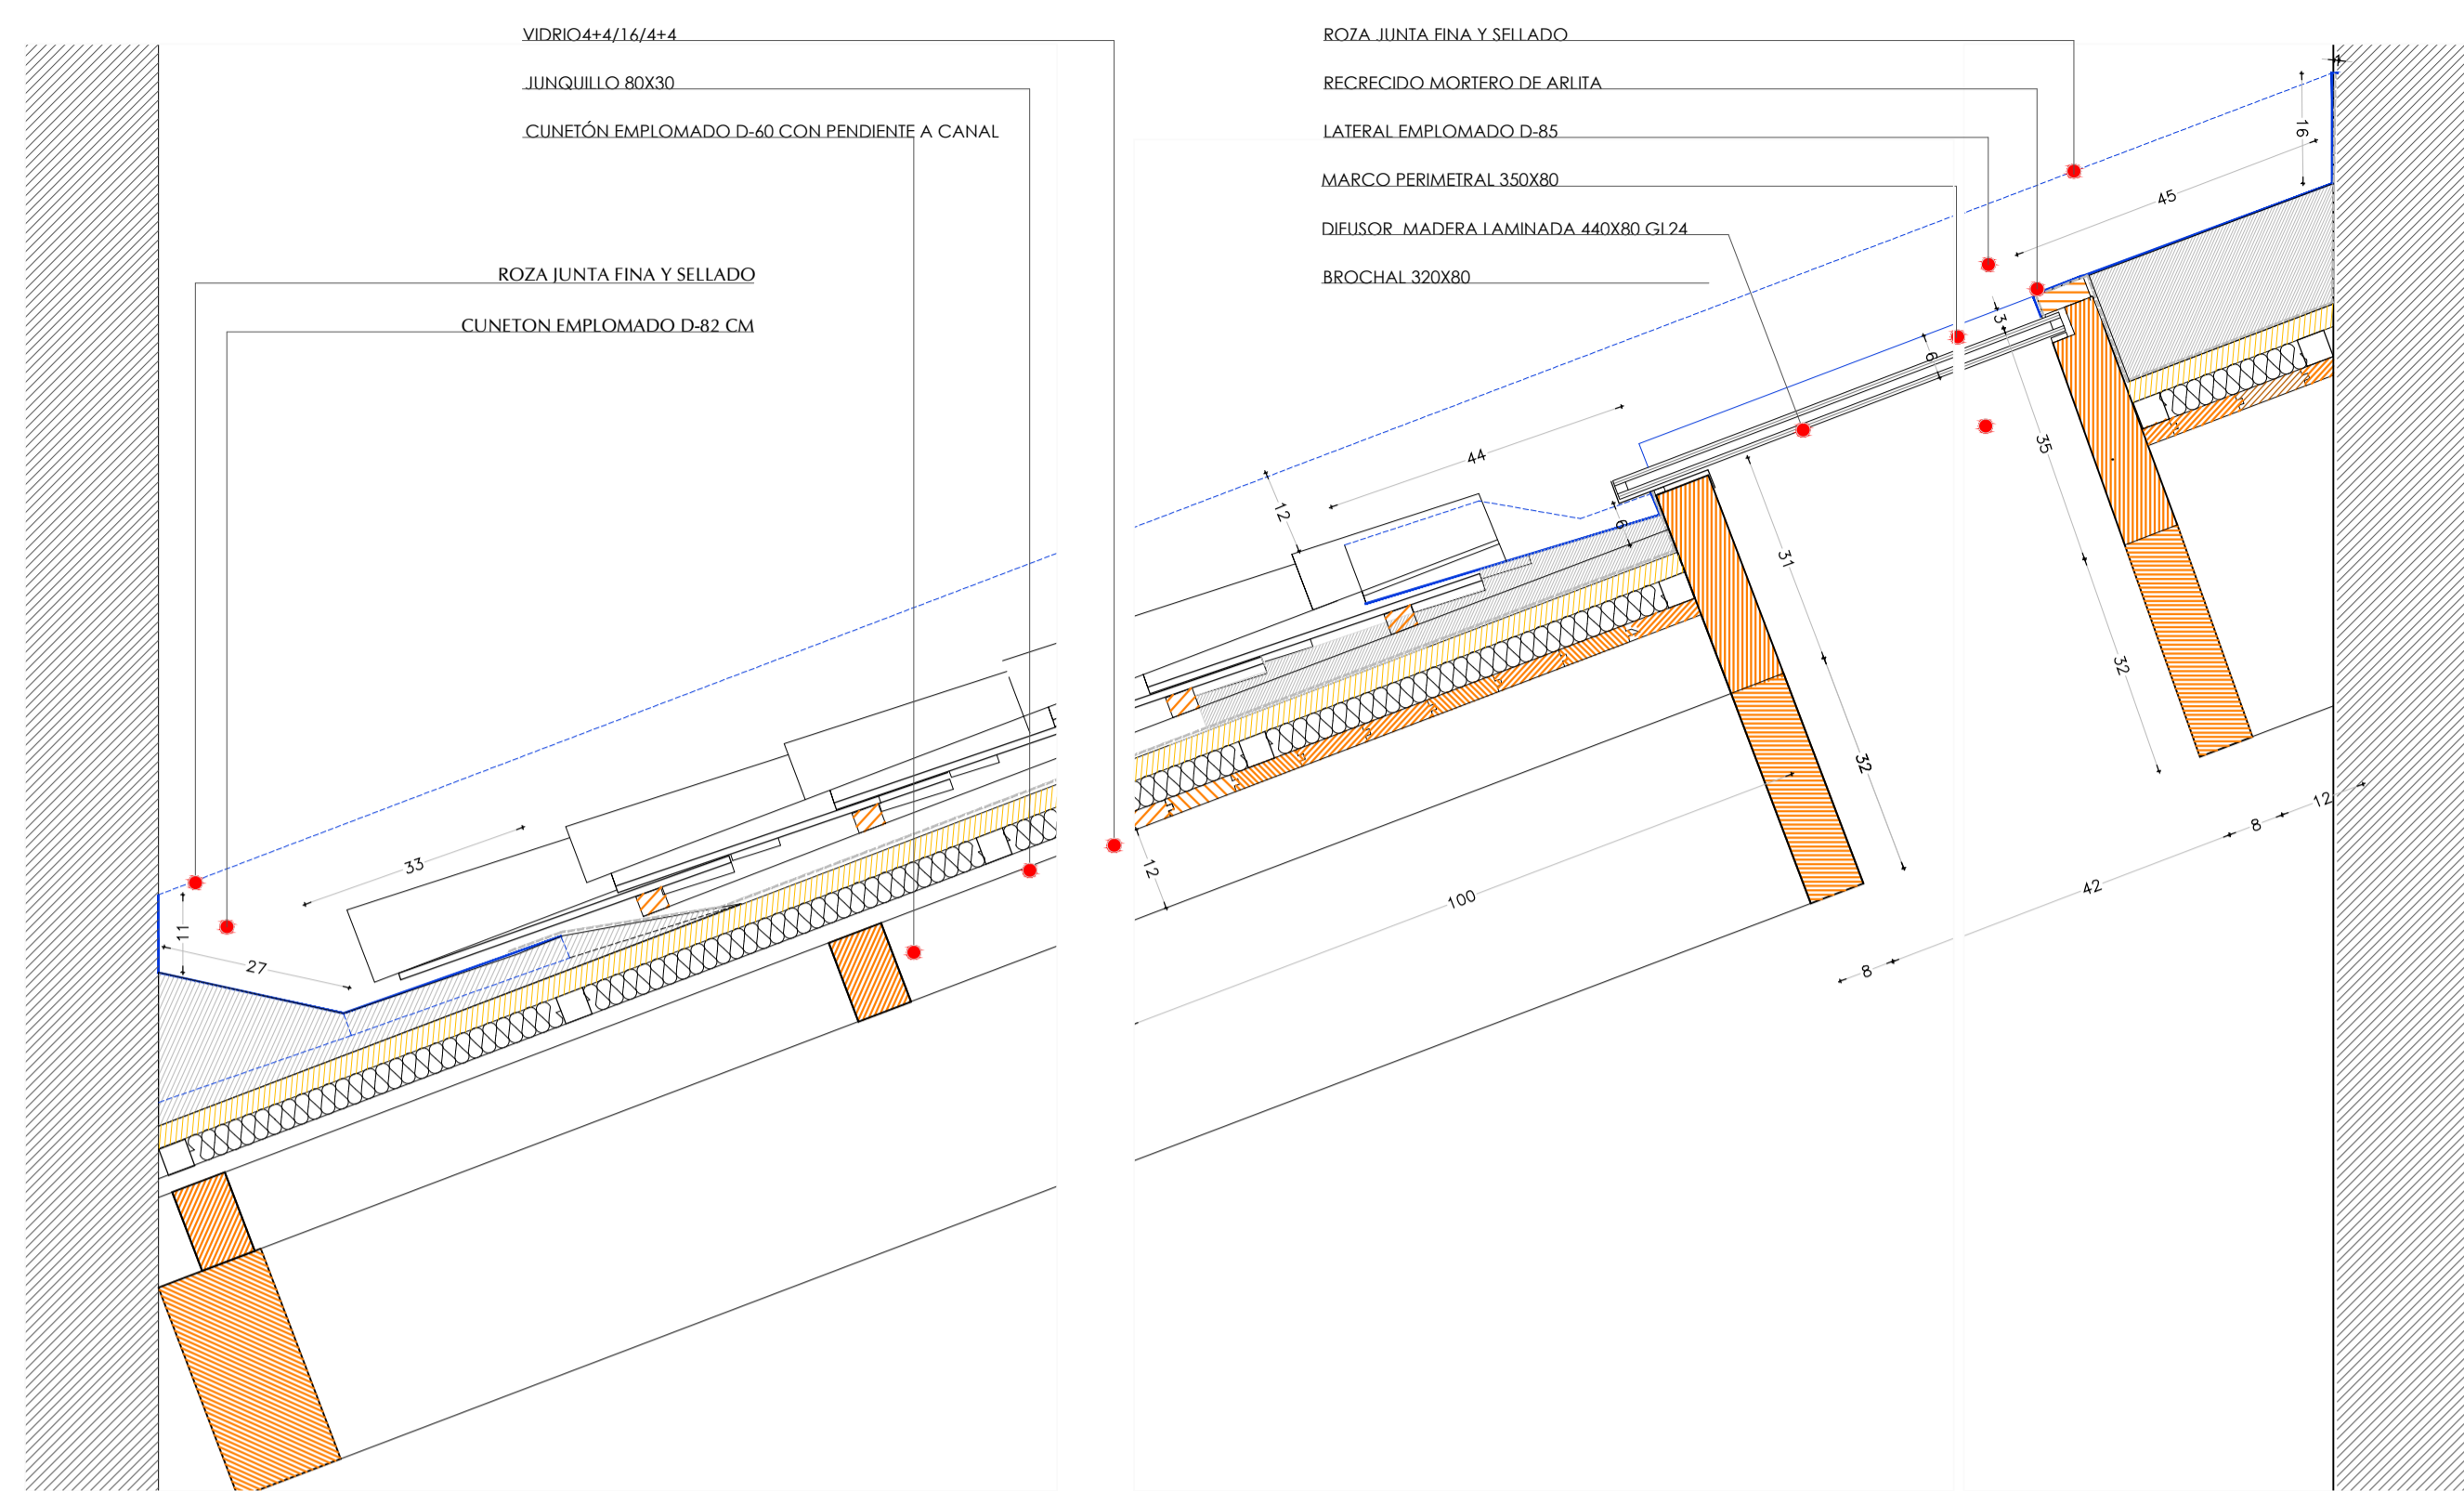 VIDRIO4+4/16/4+4
JUNQUILLO 80X30
CUNETÓN EMPLOMADO D-60 CON PENDIENTE A CANAL
ROZA JUNTA FINA Y SELLADO
CUNETON EMPLOMADO D-82 CM
ROZA JUNTA FINA Y SELLADO
RECRECIDO MORTERO DE ARLITA
LATERAL EMPLOMADO D-85
MARCO PERIMETRAL 350X80
DIFUSOR MADERA LAMINADA 440X80 GL24
BROCHAL 320X80
16
45
3
6
35
44
12
6
31
32
32
33
11
27
12
100
12
8
42
8